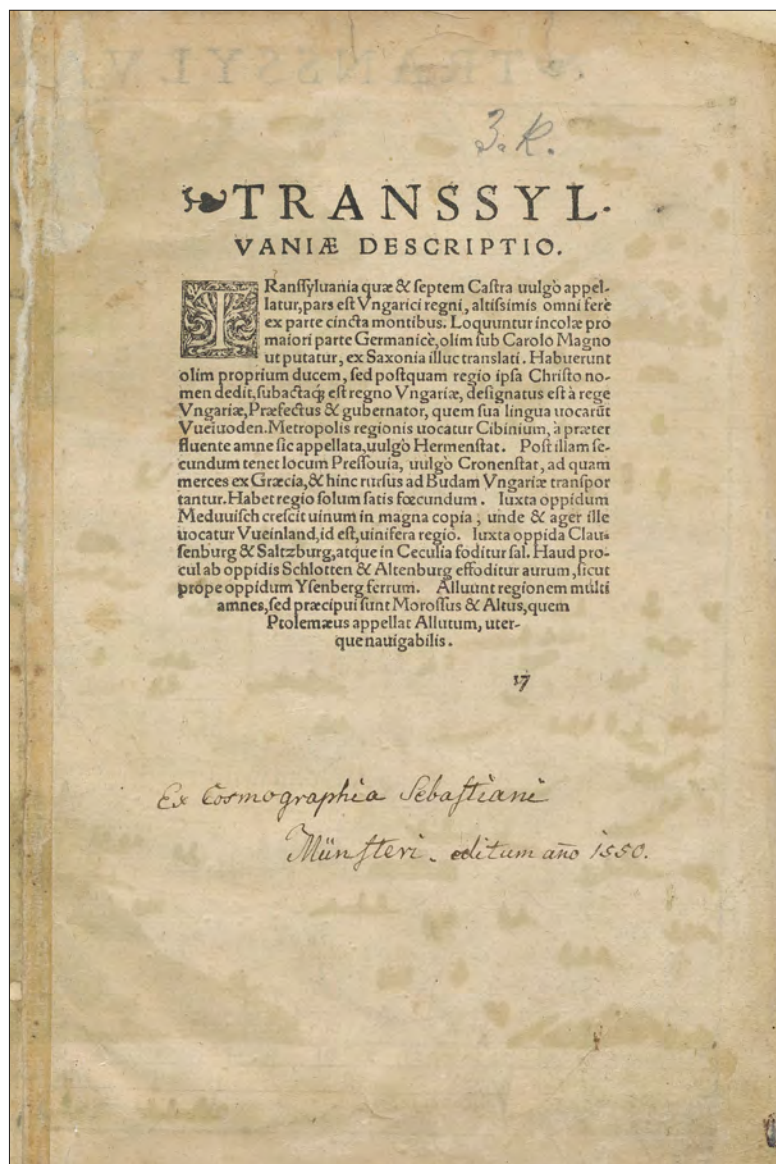 3. K.
TRANSSYL-
VANIÆ DESCRIPTIO.
TRanſſyluania quæ & ſeptem Caſtra uulgò appel-
latur, pars eſt Vngarici regni, altiſsimis omni ferè
ex parte cincta montibus. Loquuntur incolæ pro
maiori parte Germanicè, olim ſub Carolo Magno
ut putatur, ex Saxonia illuc translati. Habuerunt
olim proprium ducem, ſed poſtquam regio ipſa Chriſto no-
men dedit, ſubactaq́; eſt regno Vngariæ, deſignatus eſt à rege
Vngariæ, Præfectus & gubernator, quem ſua lingua uocarũt
Vueiuoden. Metropolis regionis uocatur Cibinium, à præter
fluente amne ſic appellata, uulgò Hermenſtat. Poſt illam ſe-
cundum tenet locum Preſſouia, uulgò Cronenſtat, ad quam
merces ex Græcia, & hinc rurſus ad Budam Vngariæ tranſpor
tantur. Habet regio ſolum ſatis fœcundum. Iuxta oppidum
Meduuiſch creſcit uinum in magna copia, unde & ager ille
uocatur Vueinland, id eſt, uinifera regio. Iuxta oppida Clau-
ſenburg & Saltzburg, atque in Ceculia foditur ſal. Haud pro-
cul ab oppidis Schlotten & Altenburg effoditur aurum, ſicut
prope oppidum Yſenberg ferrum. Alluunt regionem multi
amnes, ſed præcipui ſunt Moroſſus & Altus, quem
Ptolemæus appellat Allutum, uter-
que nauigabilis.
17
Ex Cosmographia Sebaſtiani
Münſteri. editum año 1550.